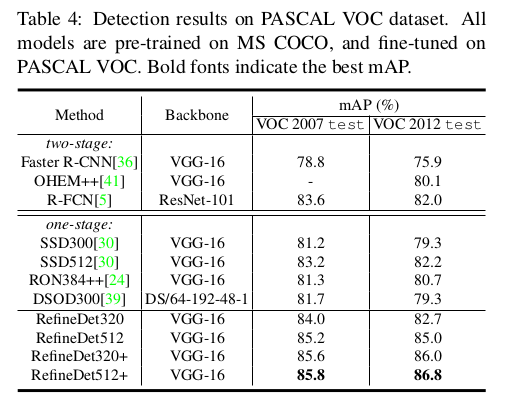 Table 4: Detection results on PASCAL VOC dataset. All
models are pre-trained on MS COCO, and fine-tuned on
PASCAL VOC. Bold fonts indicate the best mAP.
Method Backbone mAP (%)
VOC 2007 test VOC 2012 test
two-stage:
Faster R-CNN[36] VGG-16 78.8 75.9
OHEM++[41] VGG-16 - 80.1
R-FCN[5] ResNet-101 83.6 82.0
one-stage:
SSD300[30] VGG-16 81.2 79.3
SSD512[30] VGG-16 83.2 82.2
RON384++[24] VGG-16 81.3 80.7
DSOD300[39] DS/64-192-48-1 81.7 79.3
RefineDet320 VGG-16 84.0 82.7
RefineDet512 VGG-16 85.2 85.0
RefineDet320+ VGG-16 85.6 86.0
RefineDet512+ VGG-16 85.8 86.8